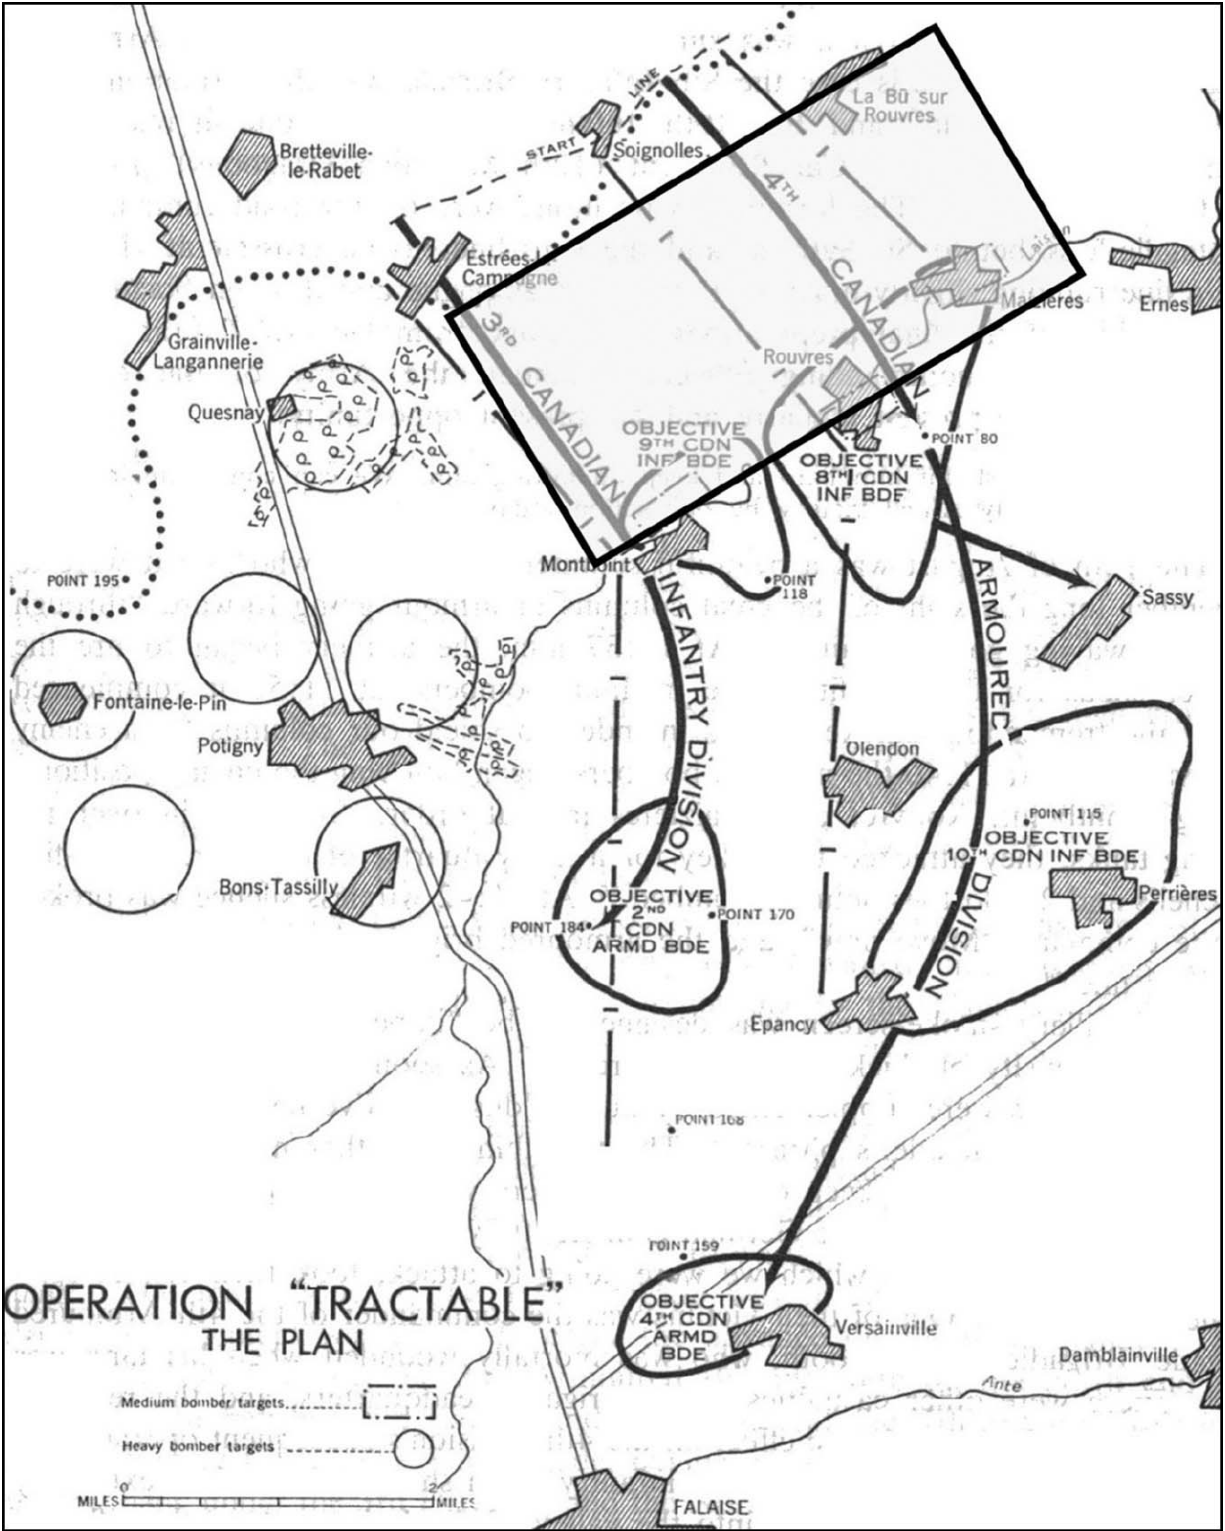 LINE
La Bû sur
Rouvres
START
Soignolles
Bretteville-
le-Rabet
4TH
Laison
Estrées-La
Campagne
Maizières
Ernes
3RD
CANADIAN
Grainville-
Langannerie
Rouvres
Quesnay
CANADIAN
OBJECTIVE
9TH CDN
INF BDE
POINT 80
OBJECTIVE
8TH CDN
INF BDE
Montboint
POINT 195
POINT
118
Sassy
INFANTRY DIVISION
ARMOURED
Fontaine-le-Pin
Potigny
Olendon
POINT 115
OBJECTIVE
10TH CDN INF BDE
Bons-Tassilly
Perrières
OBJECTIVE
2ND
CDN
ARMD BDE
POINT 184
POINT 170
DIVISION
Epancy
POINT 168
POINT 159
OPERATION "TRACTABLE"
THE PLAN
OBJECTIVE
4TH CDN
ARMD
BDE
Versainville
Damblainville
Ante
Medium bomber targets
Heavy bomber targets
0 2
MILES MILES
FALAISE